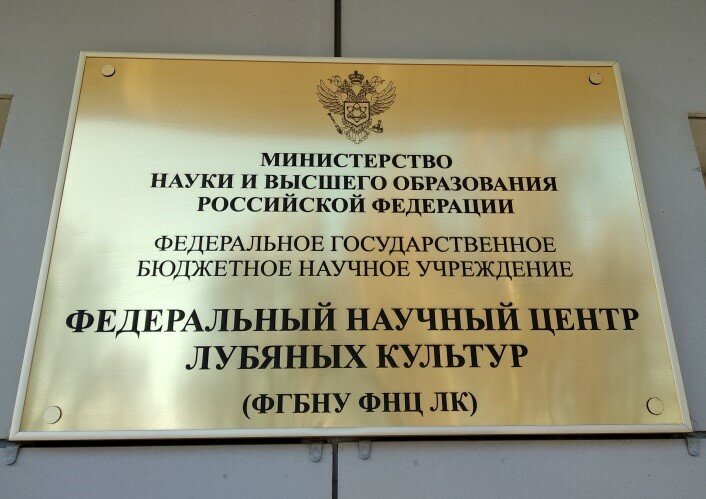 МИНИСТЕРСТВО
НАУКИ И ВЫСШЕГО ОБРАЗОВАНИЯ
РОССИЙСКОЙ ФЕДЕРАЦИИ
ФЕДЕРАЛЬНОЕ ГОСУДАРСТВЕННОЕ
БЮДЖЕТНОЕ НАУЧНОЕ УЧРЕЖДЕНИЕ
ФЕДЕРАЛЬНЫЙ НАУЧНЫЙ ЦЕНТР
ЛУБЯНЫХ КУЛЬТУР
(ФГБНУ ФНЦ ЛК)